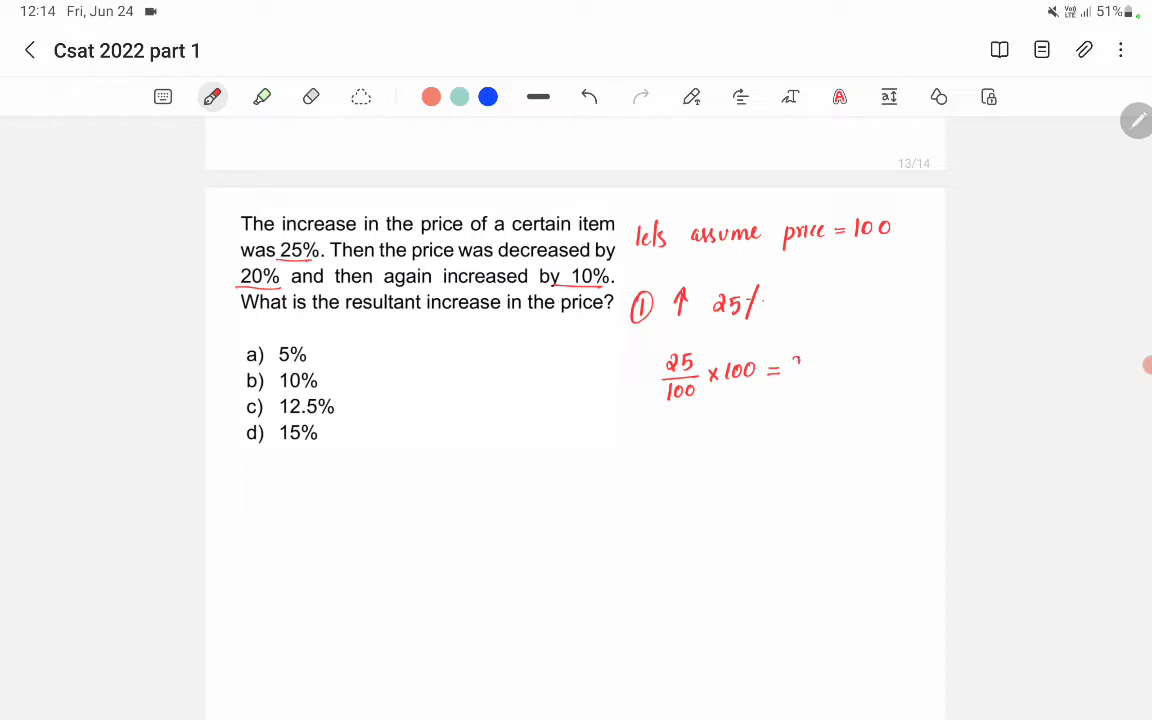 12:14 Fri, Jun 24
51%
Csat 2022 part 1
13/14
The increase in the price of a certain item
was 25%. Then the price was decreased by
20% and then again increased by 10%.
What is the resultant increase in the price?
a) 5%
b) 10%
c) 12.5%
d) 15%
lets assume price = 100
① ↑ 25%
25/100 × 100 =